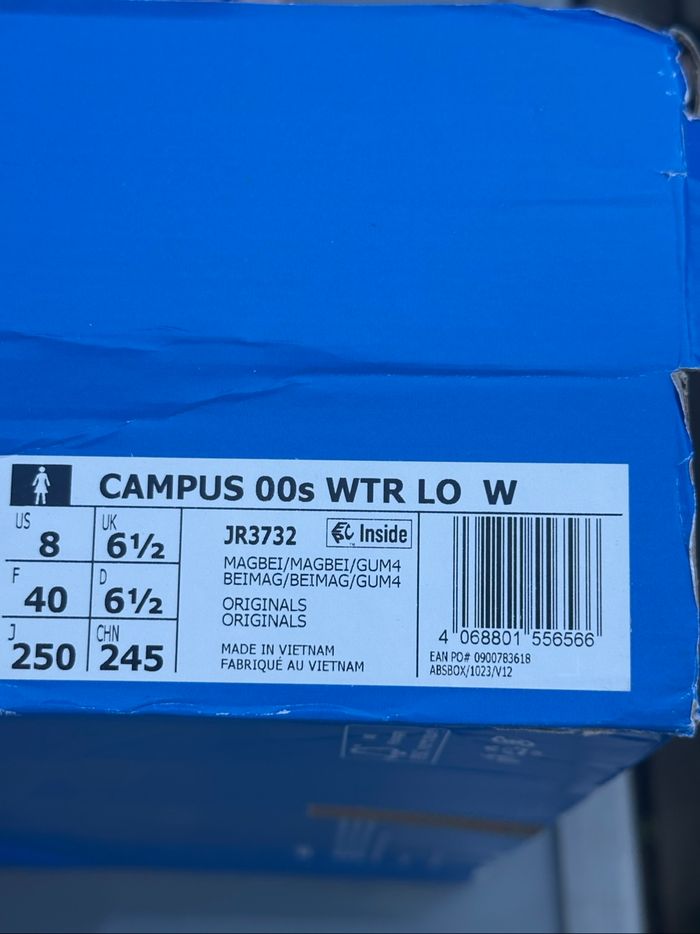 CAMPUS 00s WTR LO W
US 8
UK 6½
F 40
D 6½
J 250
CHN 245
JR3732
Inside
MAGBEI/MAGBEI/GUM4
BEIMAG/BEIMAG/GUM4
ORIGINALS
ORIGINALS
MADE IN VIETNAM
FABRIQUÉ AU VIETNAM
4 068801 556566
EAN PO# 0900783618
ABSBOX/1023/V12